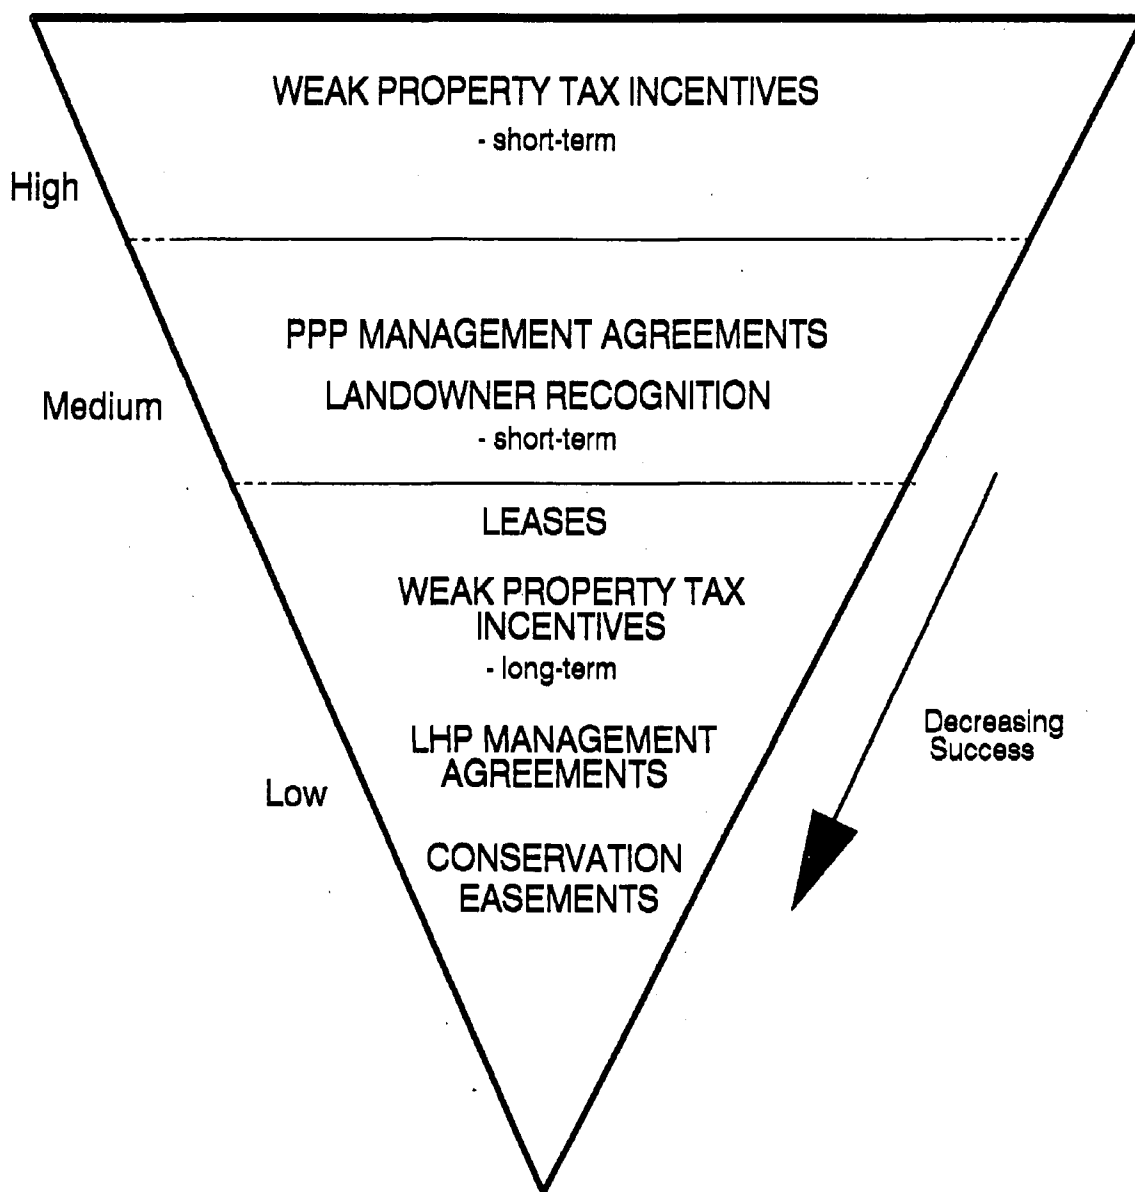 WEAK PROPERTY TAX INCENTIVES
- short-term
High
PPP MANAGEMENT AGREEMENTS
LANDOWNER RECOGNITION
Medium
- short-term
LEASES
WEAK PROPERTY TAX
INCENTIVES
- long-term
LHP MANAGEMENT
AGREEMENTS
Decreasing
Success
Low
CONSERVATION
EASEMENTS